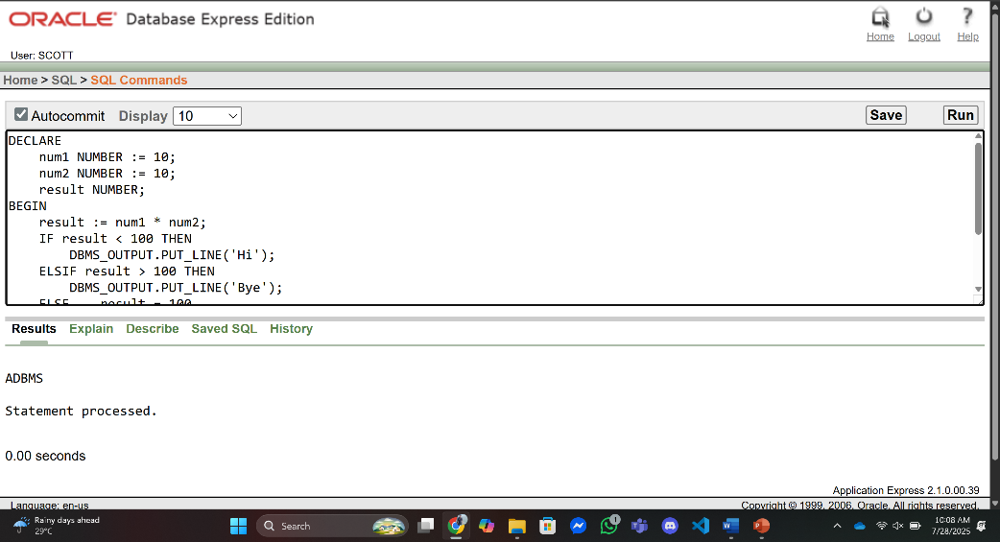 ORACLE® Database Express Edition
Home Logout Help
User: SCOTT
Home > SQL > SQL Commands
Autocommit Display 10 Save Run
DECLARE
num1 NUMBER := 10;
num2 NUMBER := 10;
result NUMBER;
BEGIN
result := num1 * num2;
IF result < 100 THEN
DBMS_OUTPUT.PUT_LINE('Hi');
ELSIF result > 100 THEN
DBMS_OUTPUT.PUT_LINE('Bye');
ELSE result = 100
Results Explain Describe Saved SQL History
ADBMS
Statement processed.
0.00 seconds
Application Express 2.1.0.00.39
Language: en-us Copyright © 1999, 2006, Oracle. All rights reserved.
Rainy days ahead
29°C
Search
1
10:08 AM
7/28/2025